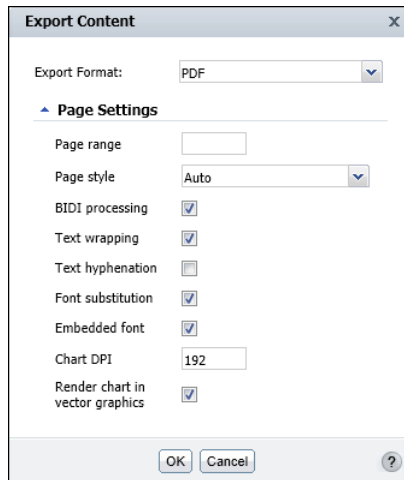 Export Content x
Export Format: PDF
Page Settings
Page range
Page style Auto
BIDI processing
Text wrapping
Text hyphenation
Font substitution
Embedded font
Chart DPI 192
Render chart in
vector graphics
OK Cancel ?